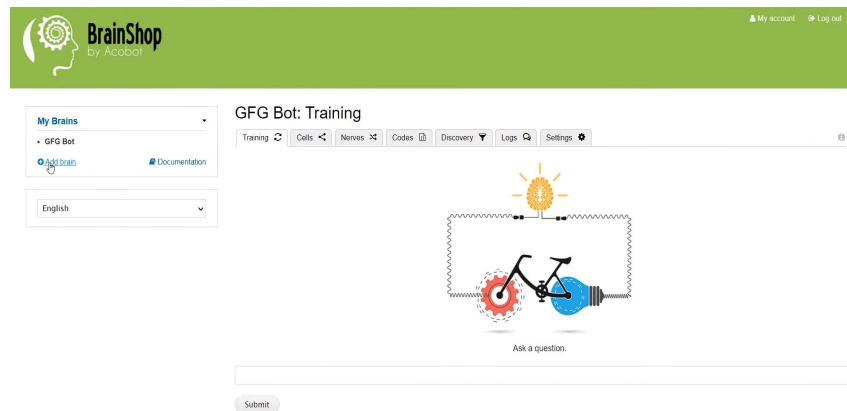 BrainShop
by Acobot
My account Log out
My Brains
GFG Bot
Add brain Documentation
English
GFG Bot: Training
Training Cells Nerves Codes Discovery Logs Settings
Ask a question.
Submit